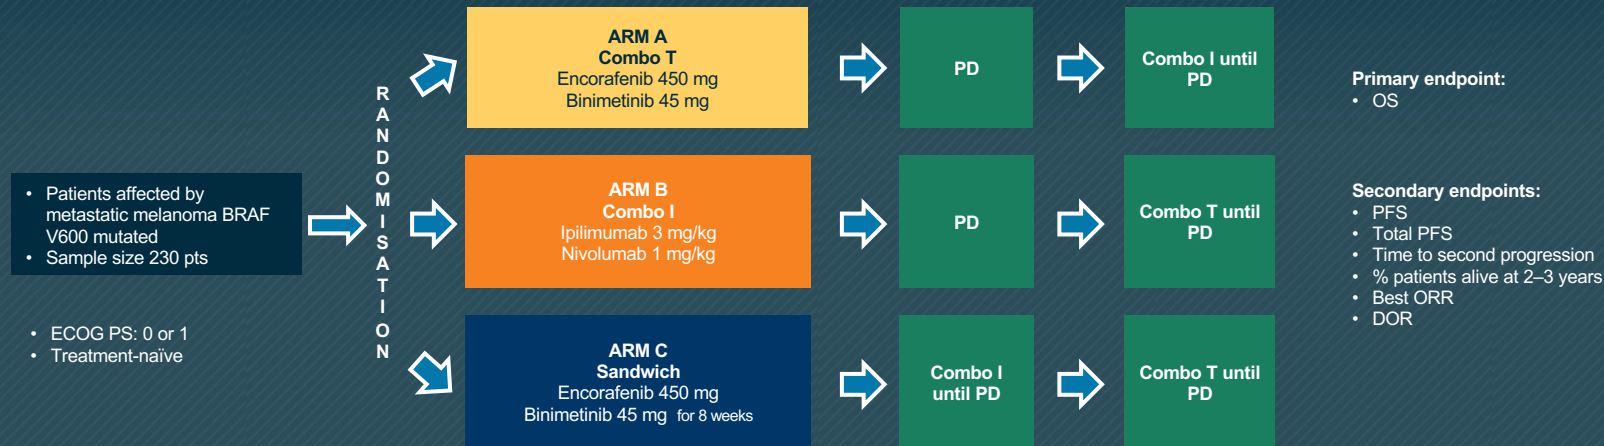 • Patients affected by
metastatic melanoma BRAF
V600 mutated
• Sample size 230 pts
• ECOG PS: 0 or 1
• Treatment-naïve
RANDOMISATION
ARM A
Combo T
Encorafenib 450 mg
Binimetinib 45 mg
PD
Combo I until
PD
ARM B
Combo I
Ipilimumab 3 mg/kg
Nivolumab 1 mg/kg
PD
Combo T until
PD
ARM C
Sandwich
Encorafenib 450 mg
Binimetinib 45 mg for 8 weeks
Combo I
until PD
Combo T until
PD
Primary endpoint:
• OS
Secondary endpoints:
• PFS
• Total PFS
• Time to second progression
• % patients alive at 2–3 years
• Best ORR
• DOR